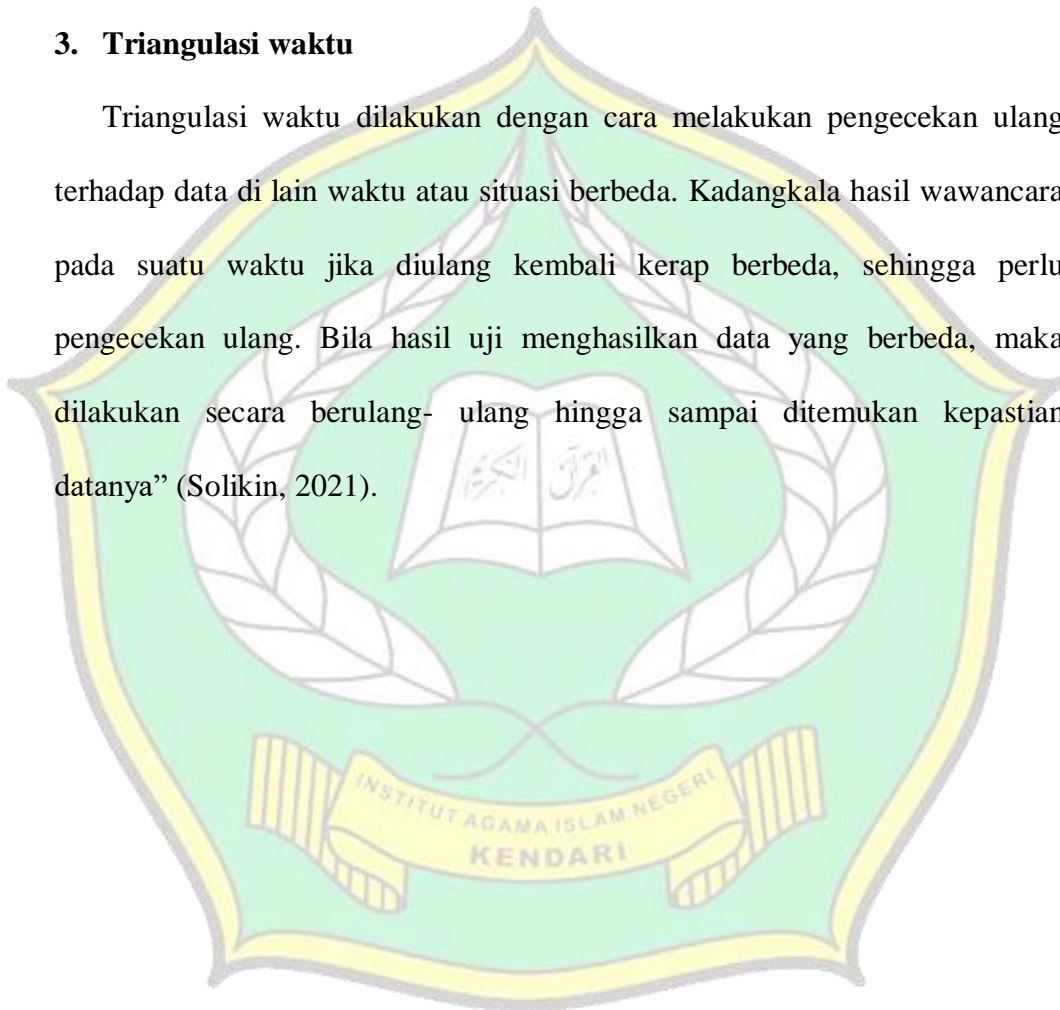 3. Triangulasi waktu
Triangulasi waktu dilakukan dengan cara melakukan pengecekan ulang
terhadap data di lain waktu atau situasi berbeda. Kadangkala hasil wawancara
pada suatu waktu jika diulang kembali kerap berbeda, sehingga perlu
pengecekan ulang. Bila hasil uji menghasilkan data yang berbeda, maka
dilakukan secara berulang- ulang hingga sampai ditemukan kepastian
datanya” (Solikin, 2021).
القرآن الكريم
INSTITUT AGAMA ISLAM NEGERI
KENDARI